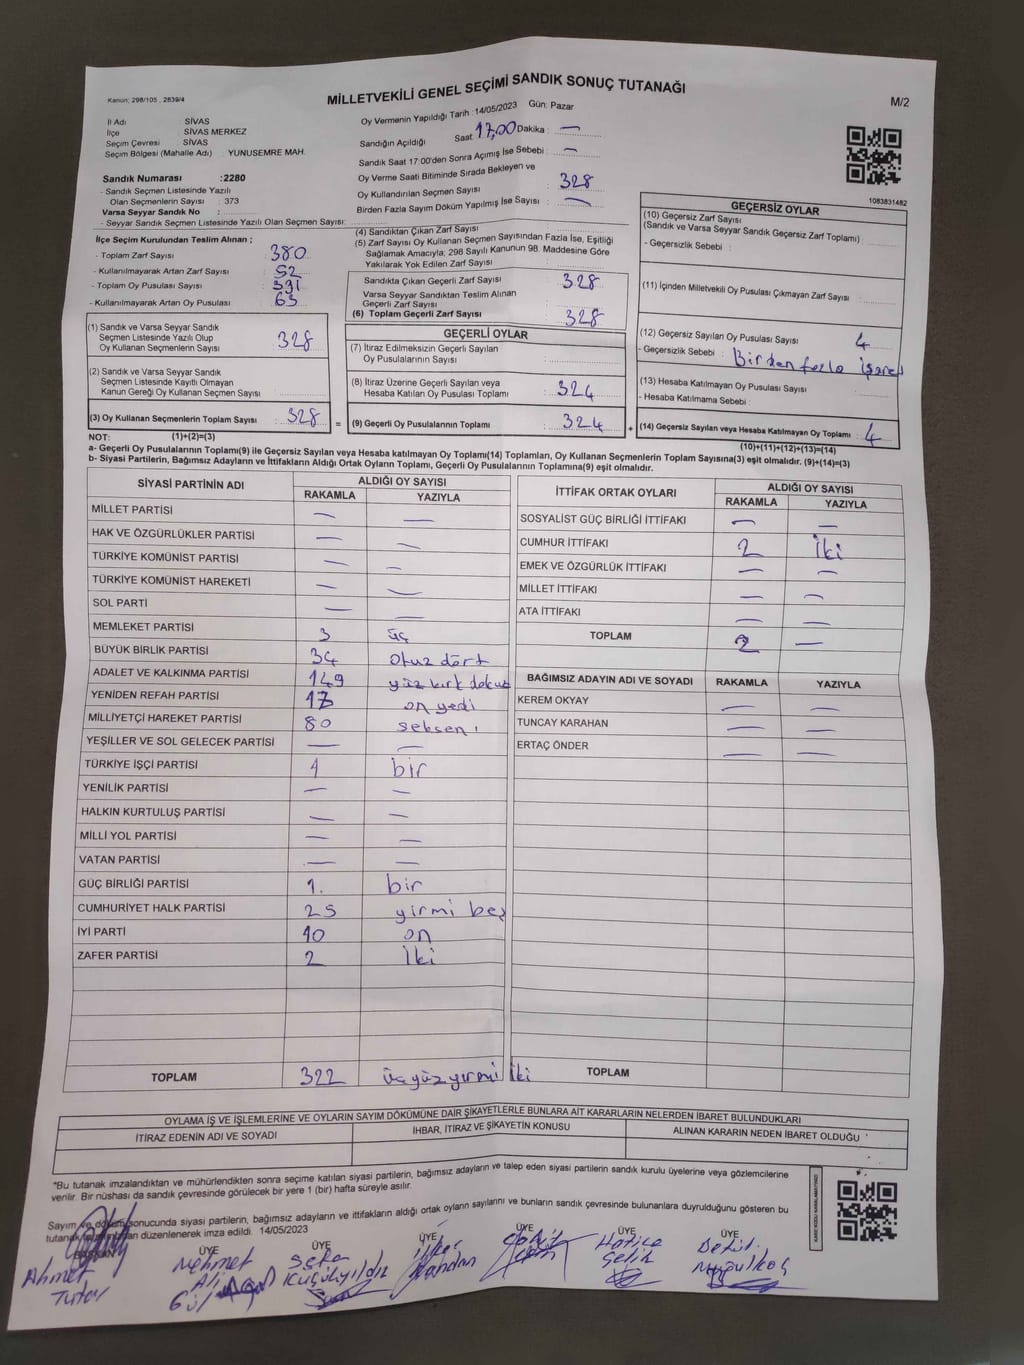 Kanun; 298/105 , 2839/4
MİLLETVEKİLİ GENEL SEÇİMİ SANDIK SONUÇ TUTANAĞI
M/2
İl Adı SİVAS
İlçe SİVAS MERKEZ
Seçim Çevresi SİVAS
Seçim Bölgesi (Mahalle Adı) YUNUSEMRE MAH.
Oy Vermenin Yapıldığı Tarih :14/05/2023 Gün: Pazar
Sandığın Açıldığı Saat: 17,00 Dakika : —
Sandık Saat 17:00'den Sonra Açımış İse Sebebi : —
Oy Verme Saati Bitiminde Sırada Bekleyen ve
Oy Kullandırılan Seçmen Sayısı : 328
Birden Fazla Sayım Döküm Yapılmış İse Sayısı : —
Sandık Numarası :2280
- Sandık Seçmen Listesinde Yazılı
Olan Seçmenlerin Sayısı : 373
Varsa Seyyar Sandık No :
- Seyyar Sandık Seçmen Listesinde Yazılı Olan Seçmen Sayısı:
1083831482
İlçe Seçim Kurulundan Teslim Alınan ;
- Toplam Zarf Sayısı : 380
- Kullanılmayarak Artan Zarf Sayısı : 52
- Toplam Oy Pusulası Sayısı : 391
- Kullanılmayarak Artan Oy Pusulası : 63
(4) Sandıktan Çıkan Zarf Sayısı :
(5) Zarf Sayısı Oy Kullanan Seçmen Sayısından Fazla İse, Eşitliği
Sağlamak Amacıyla; 298 Sayılı Kanunun 98. Maddesine Göre
Yakılarak Yok Edilen Zarf Sayısı :
Sandıkta Çıkan Geçerli Zarf Sayısı : 328
Varsa Seyyar Sandıktan Teslim Alınan
Geçerli Zarf Sayısı :
(6) Toplam Geçerli Zarf Sayısı : 328
GEÇERSİZ OYLAR
(10) Geçersiz Zarf Sayısı
(Sandık ve Varsa Seyyar Sandık Geçersiz Zarf Toplamı) :
- Geçersizlik Sebebi :
(11) İçinden Milletvekili Oy Pusulası Çıkmayan Zarf Sayısı :
(12) Geçersiz Sayılan Oy Pusulası Sayısı : 4
- Geçersizlik Sebebi : Birden fazla işaret
(13) Hesaba Katılmayan Oy Pusulası Sayısı :
- Hesaba Katılmama Sebebi :
(14) Geçersiz Sayılan veya Hesaba Katılmayan Oy Toplamı : 4
(10)+(11)+(12)+(13)=(14)
(1) Sandık ve Varsa Seyyar Sandık
Seçmen Listesinde Yazılı Olup
Oy Kullanan Seçmenlerin Sayısı : 328
(2) Sandık ve Varsa Seyyar Sandık
Seçmen Listesinde Kayıtlı Olmayan
Kanun Gereği Oy Kullanan Seçmen Sayısı :
(3) Oy Kullanan Seçmenlerin Toplam Sayısı : 328
=
GEÇERLİ OYLAR
(7) İtiraz Edilmeksizin Geçerli Sayılan
Oy Pusulalarının Sayısı :
(8) İtiraz Üzerine Geçerli Sayılan veya
Hesaba Katılan Oy Pusulası Toplamı : 324
(9) Geçerli Oy Pusulalarının Toplamı : 324
+
NOT: (1)+(2)=(3)
a- Geçerli Oy Pusulalarının Toplamı(9) ile Geçersiz Sayılan veya Hesaba katılmayan Oy Toplamı(14) Toplamları, Oy Kullanan Seçmenlerin Toplam Sayısına(3) eşit olmalıdır. (9)+(14)=(3)
b- Siyasi Partilerin, Bağımsız Adayların ve İttifakların Aldığı Ortak Oyların Toplamı, Geçerli Oy Pusulalarının Toplamına(9) eşit olmalıdır.
SİYASİ PARTİNİN ADI ALDIĞI OY SAYISI
RAKAMLA YAZIYLA
MİLLET PARTİSİ — —
HAK VE ÖZGÜRLÜKLER PARTİSİ — —
TÜRKİYE KOMÜNİST PARTİSİ — —
TÜRKİYE KOMÜNİST HAREKETİ — —
SOL PARTİ — —
MEMLEKET PARTİSİ 3 üç
BÜYÜK BİRLİK PARTİSİ 34 otuz dört
ADALET VE KALKINMA PARTİSİ 149 yüz kırk dokuz
YENİDEN REFAH PARTİSİ 17 on yedi
MİLLİYETÇİ HAREKET PARTİSİ 80 seksen
YEŞİLLER VE SOL GELECEK PARTİSİ — —
TÜRKİYE İŞÇİ PARTİSİ 1 bir
YENİLİK PARTİSİ — —
HALKIN KURTULUŞ PARTİSİ — —
MİLLİ YOL PARTİSİ — —
VATAN PARTİSİ — —
GÜÇ BİRLİĞİ PARTİSİ 1. bir
CUMHURİYET HALK PARTİSİ 25 yirmi beş
İYİ PARTİ 10 on
ZAFER PARTİSİ 2 İki
TOPLAM 322 üçyüzyirmi iki
İTTİFAK ORTAK OYLARI ALDIĞI OY SAYISI
RAKAMLA YAZIYLA
SOSYALİST GÜÇ BİRLİĞİ İTTİFAKI — —
CUMHUR İTTİFAKI 2 İki
EMEK VE ÖZGÜRLÜK İTTİFAKI — —
MİLLET İTTİFAKI — —
ATA İTTİFAKI — —
TOPLAM 2 —
BAĞIMSIZ ADAYIN ADI VE SOYADI RAKAMLA YAZIYLA
KEREM OKYAY — —
TUNCAY KARAHAN — —
ERTAÇ ÖNDER — —
TOPLAM
OYLAMA İŞ VE İŞLEMLERİNE VE OYLARIN SAYIM DÖKÜMÜNE DAİR ŞİKAYETLERLE BUNLARA AİT KARARLARIN NELERDEN İBARET BULUNDUKLARI
İTİRAZ EDENİN ADI VE SOYADI İHBAR, İTİRAZ VE ŞİKAYETİN KONUSU ALINAN KARARIN NEDEN İBARET OLDUĞU
"Bu tutanak imzalandıktan ve mühürlendikten sonra seçime katılan siyasi partilerin, bağımsız adayların ve talep eden siyasi partilerin sandık kurulu üyelerine veya gözlemcilerine
verilir. Bir nüshası da sandık çevresinde görülecek bir yere 1 (bir) hafta süreyle asılır.
Sayım ve dökümü sonucunda siyasi partilerin, bağımsız adayların ve ittifakların aldığı ortak oyların sayılarını ve bunların sandık çevresinde bulunanlara duyrulduğunu gösteren bu
düzenlenerek imza edildi. 14/05/2023
BAŞKAN ÜYE ÜYE ÜYE ÜYE ÜYE ÜYE
Ahmet Tutar
Mehmet Ali Gül
Küçükyıldız
Hatice Çelik